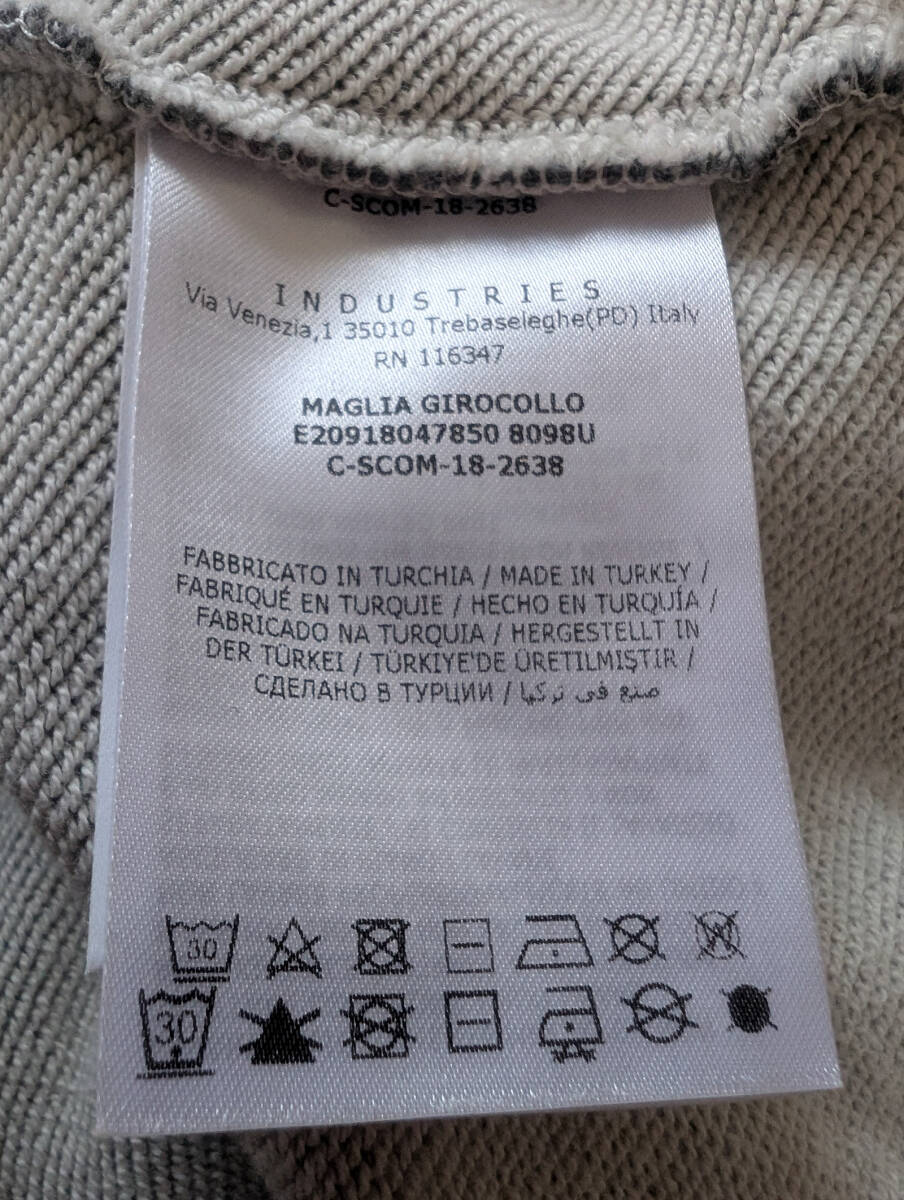 C-SCOM-18-2638
INDUSTRIES
Via Venezia,1 35010 Trebaseleghe(PD) Italy
RN 116347
MAGLIA GIROCOLLO
E20918047850 8098U
C-SCOM-18-2638
FABBRICATO IN TURCHIA / MADE IN TURKEY /
FABRIQUÉ EN TURQUIE / HECHO EN TURQUÍA /
FABRICADO NA TURQUIA / HERGESTELLT IN
DER TÜRKEI / TÜRKIYE'DE ÜRETILMIŞTIR /
СДЕЛАНО В ТУРЦИИ / صنع في تركيا
30
W
30